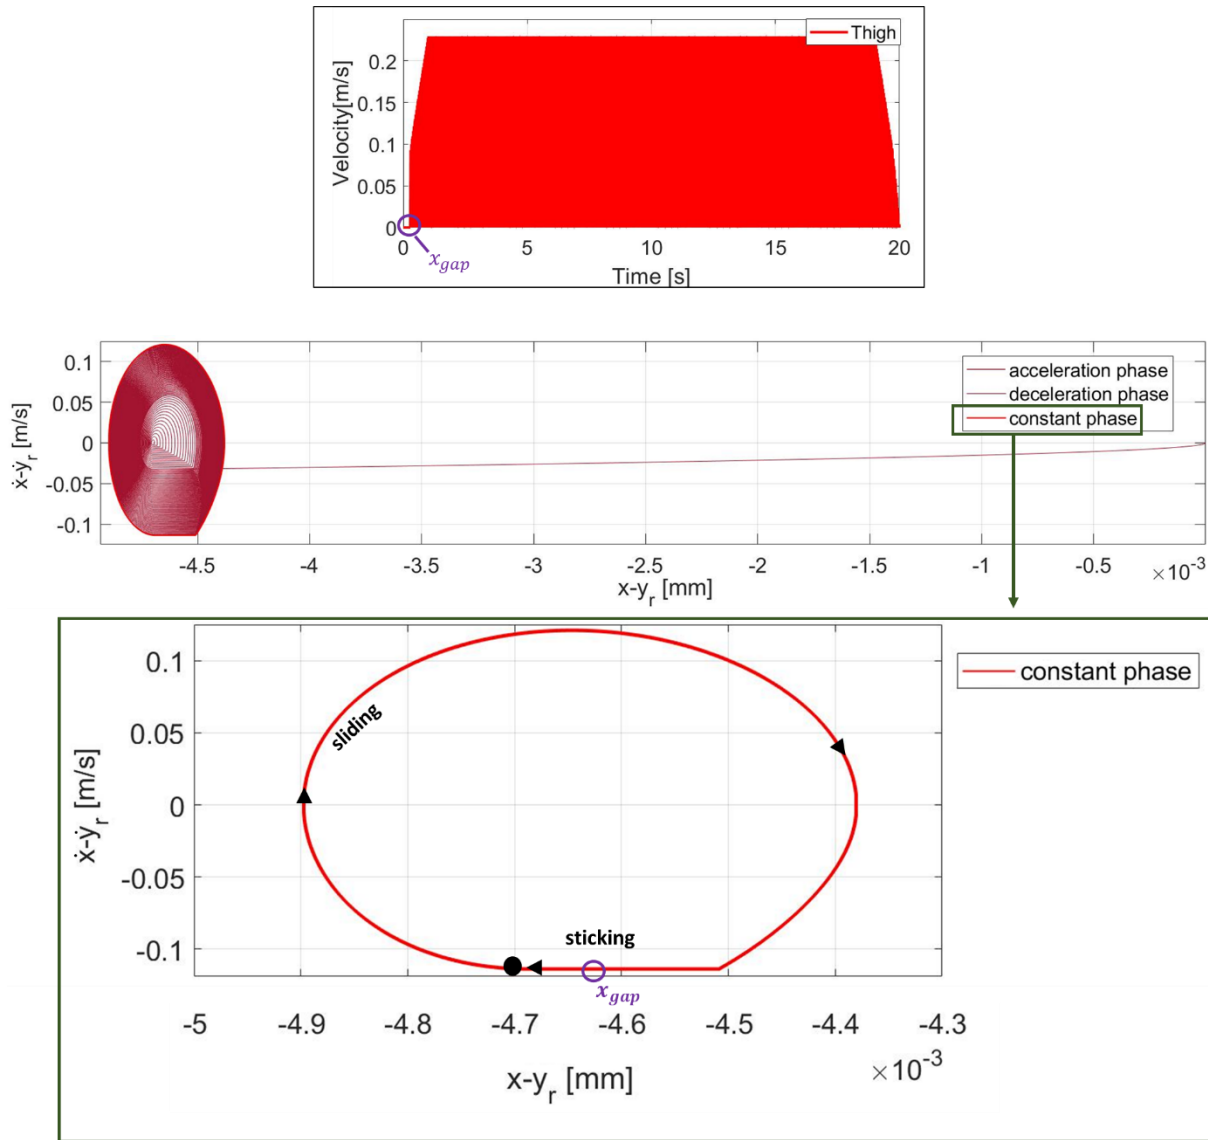 Thigh
Velocity[m/s]
0.2
0.15
0.1
0.05
0
0 5 10 15 20
x_gap
Time [s]
ẋ-ẏ_r [m/s]
0.1
0.05
0
-0.05
-0.1
acceleration phase
deceleration phase
constant phase
-4.5 -4 -3.5 -3 -2.5 -2 -1.5 -1 -0.5
×10⁻³
x-y_r [mm]
constant phase
ẋ-ẏ_r [m/s]
0.1
0.05
0
-0.05
-0.1
sliding
sticking
x_gap
-5 -4.9 -4.8 -4.7 -4.6 -4.5 -4.4 -4.3
×10⁻³
x-y_r [mm]